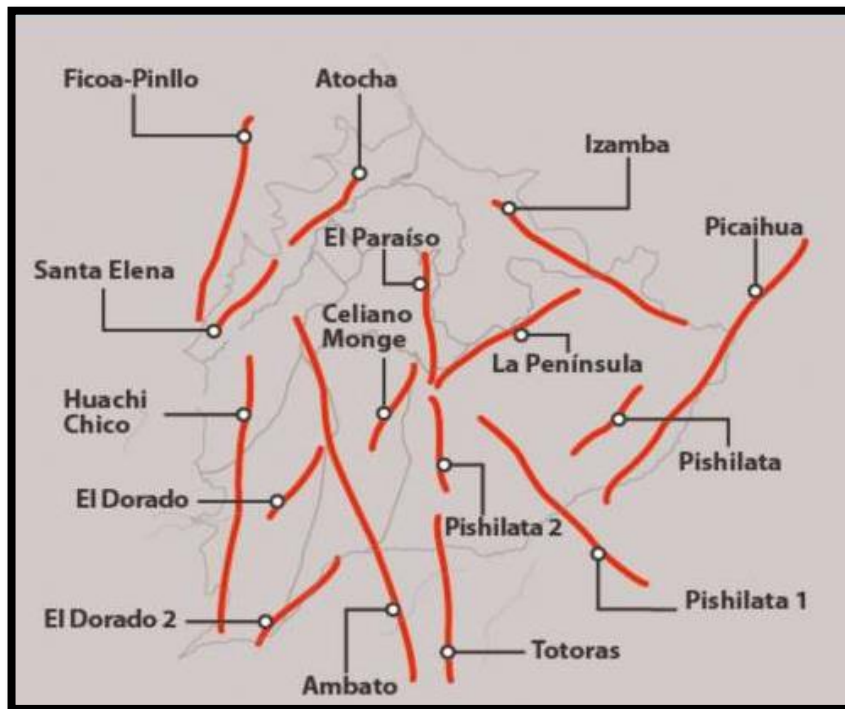 Ficoa-Pinllo
Atocha
Izamba
Picaihua
El Paraíso
Santa Elena
Celiano
Monge
La Península
Huachi
Chico
Pishilata
El Dorado
Pishilata 2
El Dorado 2
Pishilata 1
Totoras
Ambato